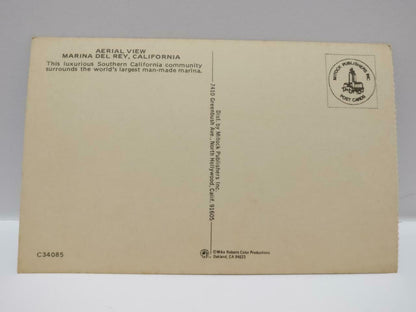 AERIAL VIEW
MARINA DEL REY, CALIFORNIA
This luxurious Southern California community
surrounds the world's largest man-made marina.
Dist. by Mitock Publishers Inc.
7410 Greenbush Ave., North Hollywood, Calif. 91605
MITOCK PUBLISHERS INC
POST CARDS
C34085
©Mike Roberts Color Productions
Oakland, CA 94623